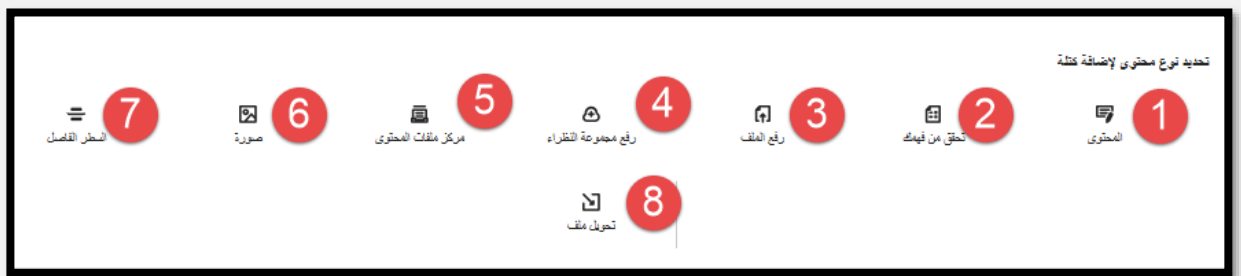 تحديد نوع محتوى لإضافة كتلة
1 2 3 4 5 6 7
المحتوى تحقق من فهمك رفع الملف رفع مجموعة النظراء مركز ملفات المحتوى صورة السطر الفاصل
8
تحويل ملف